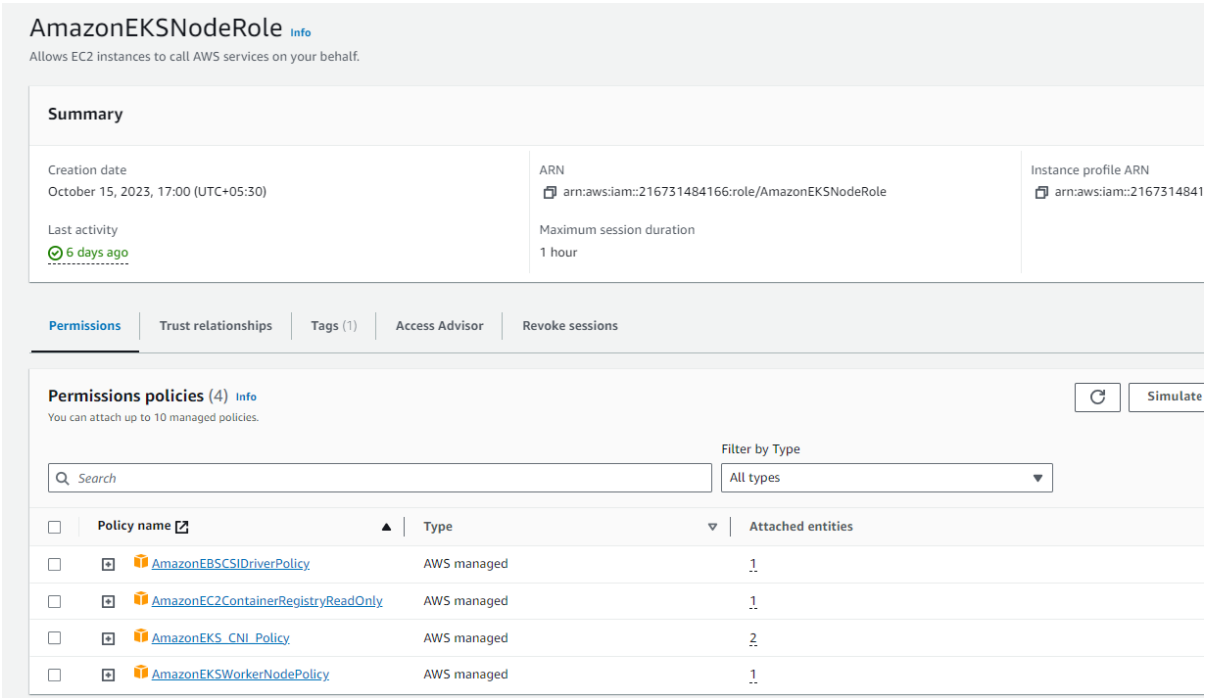 AmazonEKSNodeRole Info
Allows EC2 instances to call AWS services on your behalf.
Summary
Creation date
October 15, 2023, 17:00 (UTC+05:30)
ARN
arn:aws:iam::216731484166:role/AmazonEKSNodeRole
Instance profile ARN
arn:aws:iam::2167314841
Last activity
6 days ago
Maximum session duration
1 hour
Permissions Trust relationships Tags (1) Access Advisor Revoke sessions
Permissions policies (4) Info
You can attach up to 10 managed policies.
Simulate
Filter by Type
Search All types
Policy name Type Attached entities
AmazonEBSCSIDriverPolicy AWS managed 1
AmazonEC2ContainerRegistryReadOnly AWS managed 1
AmazonEKS_CNI_Policy AWS managed 2
AmazonEKSWorkerNodePolicy AWS managed 1